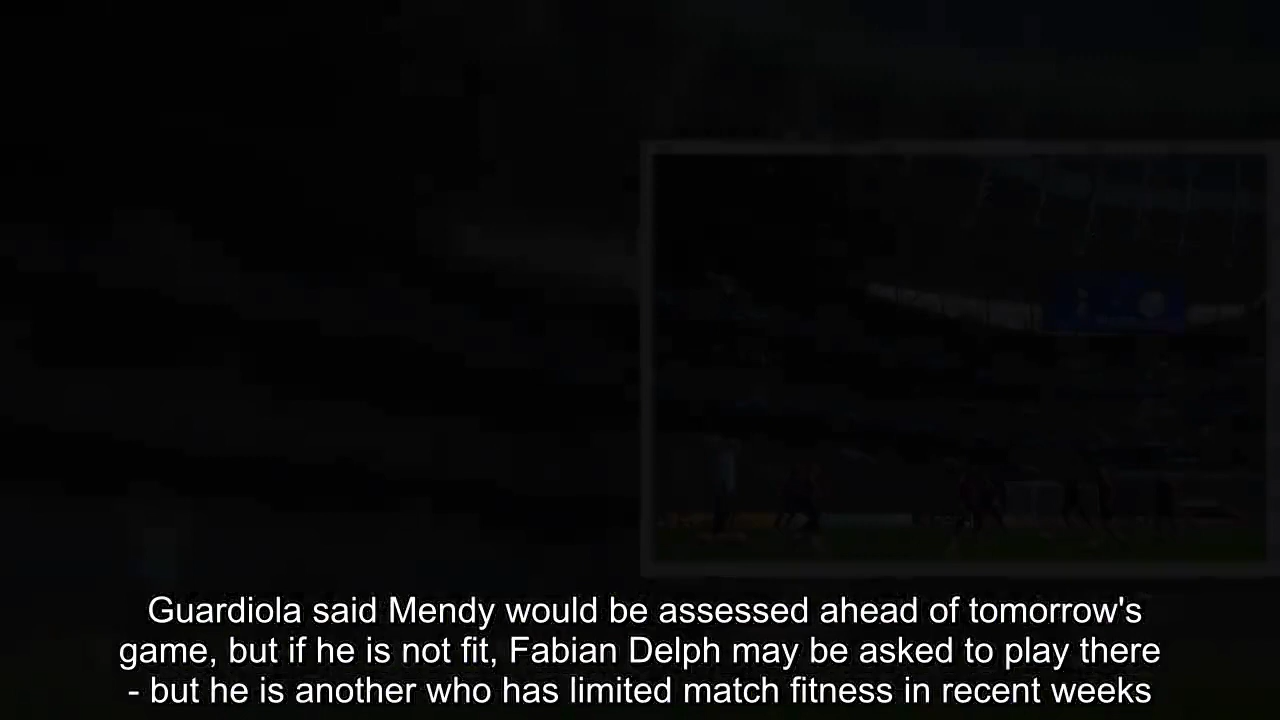 Guardiola said Mendy would be assessed ahead of tomorrow's
game, but if he is not fit, Fabian Delph may be asked to play there
- but he is another who has limited match fitness in recent weeks